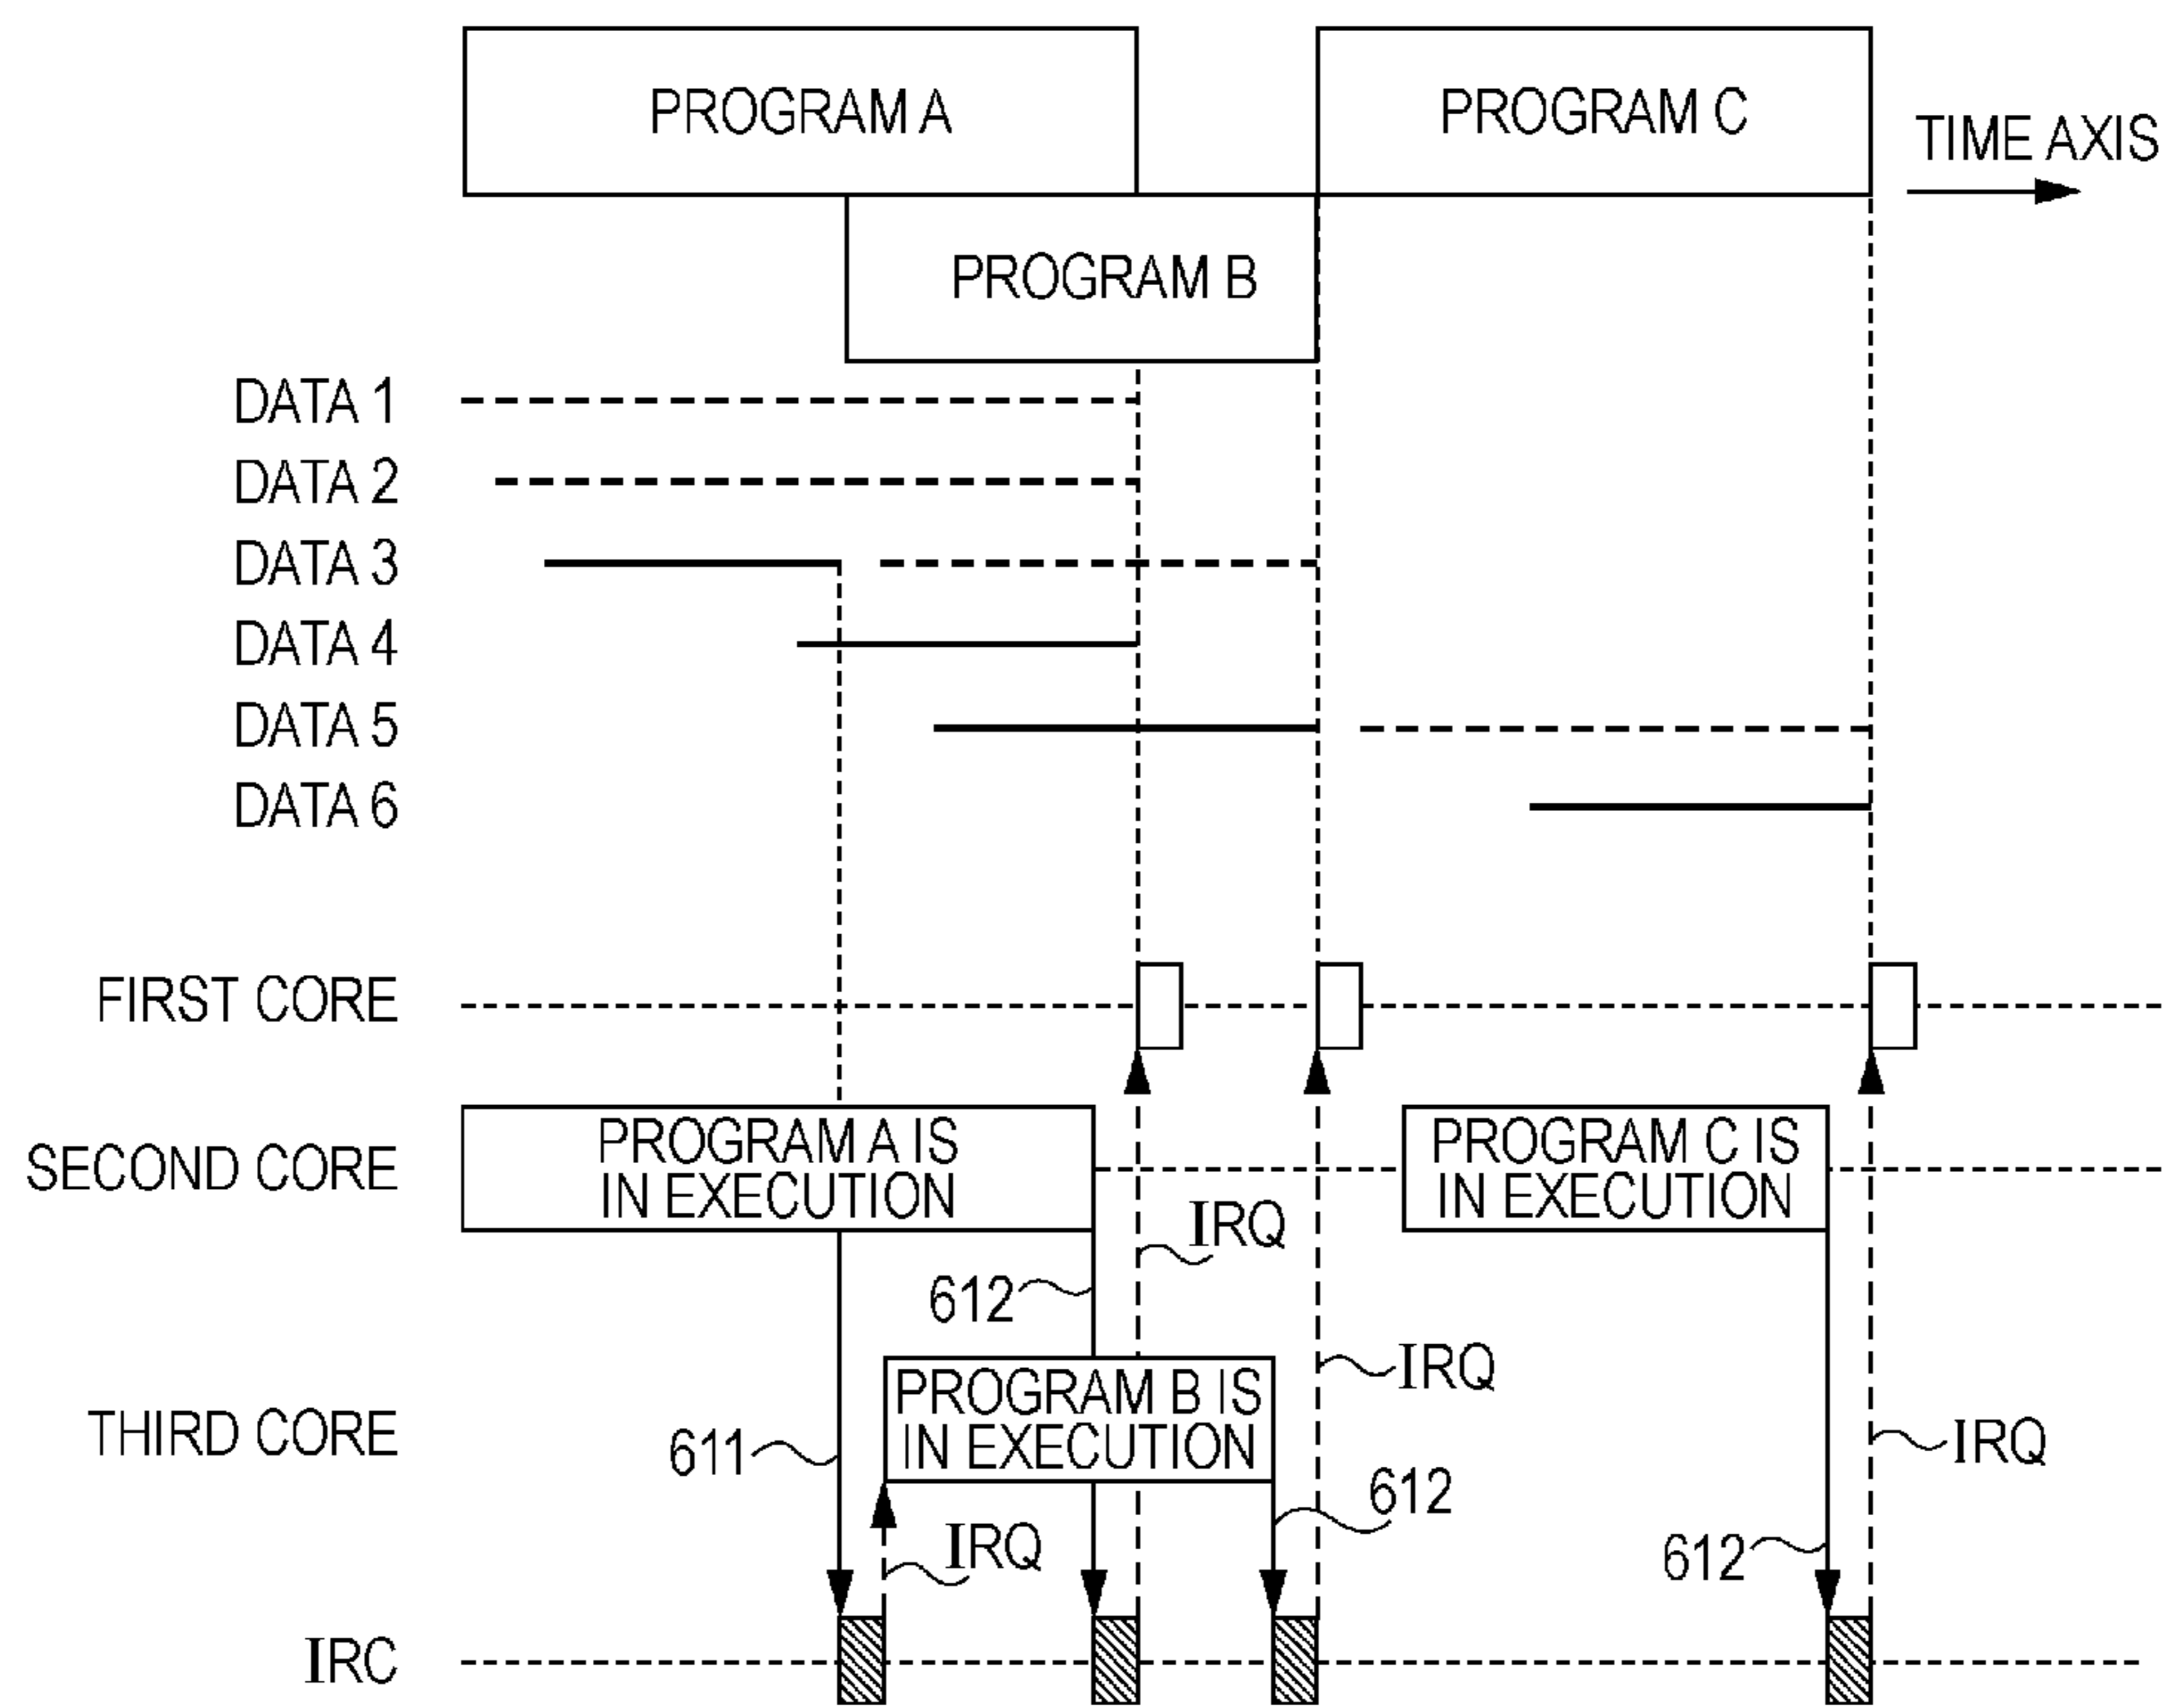 PROGRAM A
PROGRAM C
TIME AXIS
PROGRAM B
DATA 1
DATA 2
DATA 3
DATA 4
DATA 5
DATA 6
FIRST CORE
SECOND CORE
PROGRAM A IS
IN EXECUTION
PROGRAM C IS
IN EXECUTION
IRQ
612
IRQ
THIRD CORE
PROGRAM B IS
IN EXECUTION
611
IRQ
612
IRQ
612
IRC